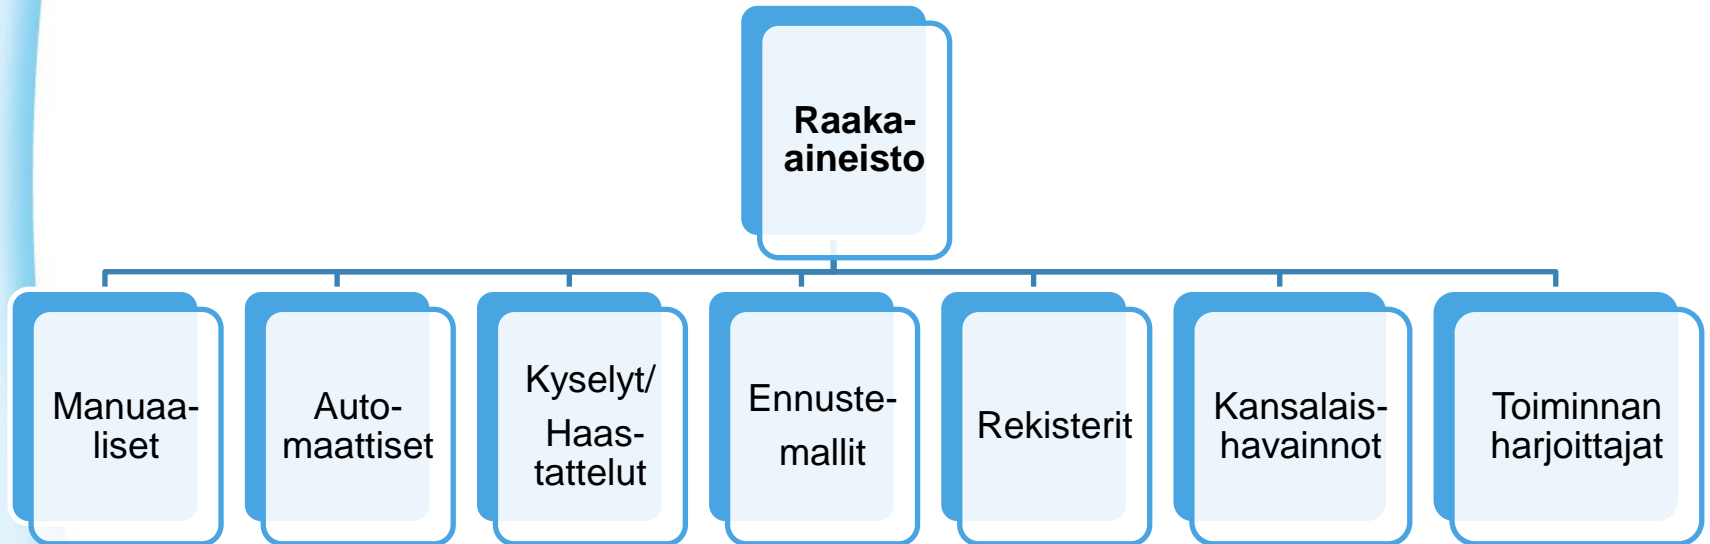 Raaka-
aineisto
Manuaa-
liset
Auto-
maattiset
Kyselyt/
Haas-
tattelut
Ennuste-
mallit
Rekisterit
Kansalais-
havainnot
Toiminnan
harjoittajat